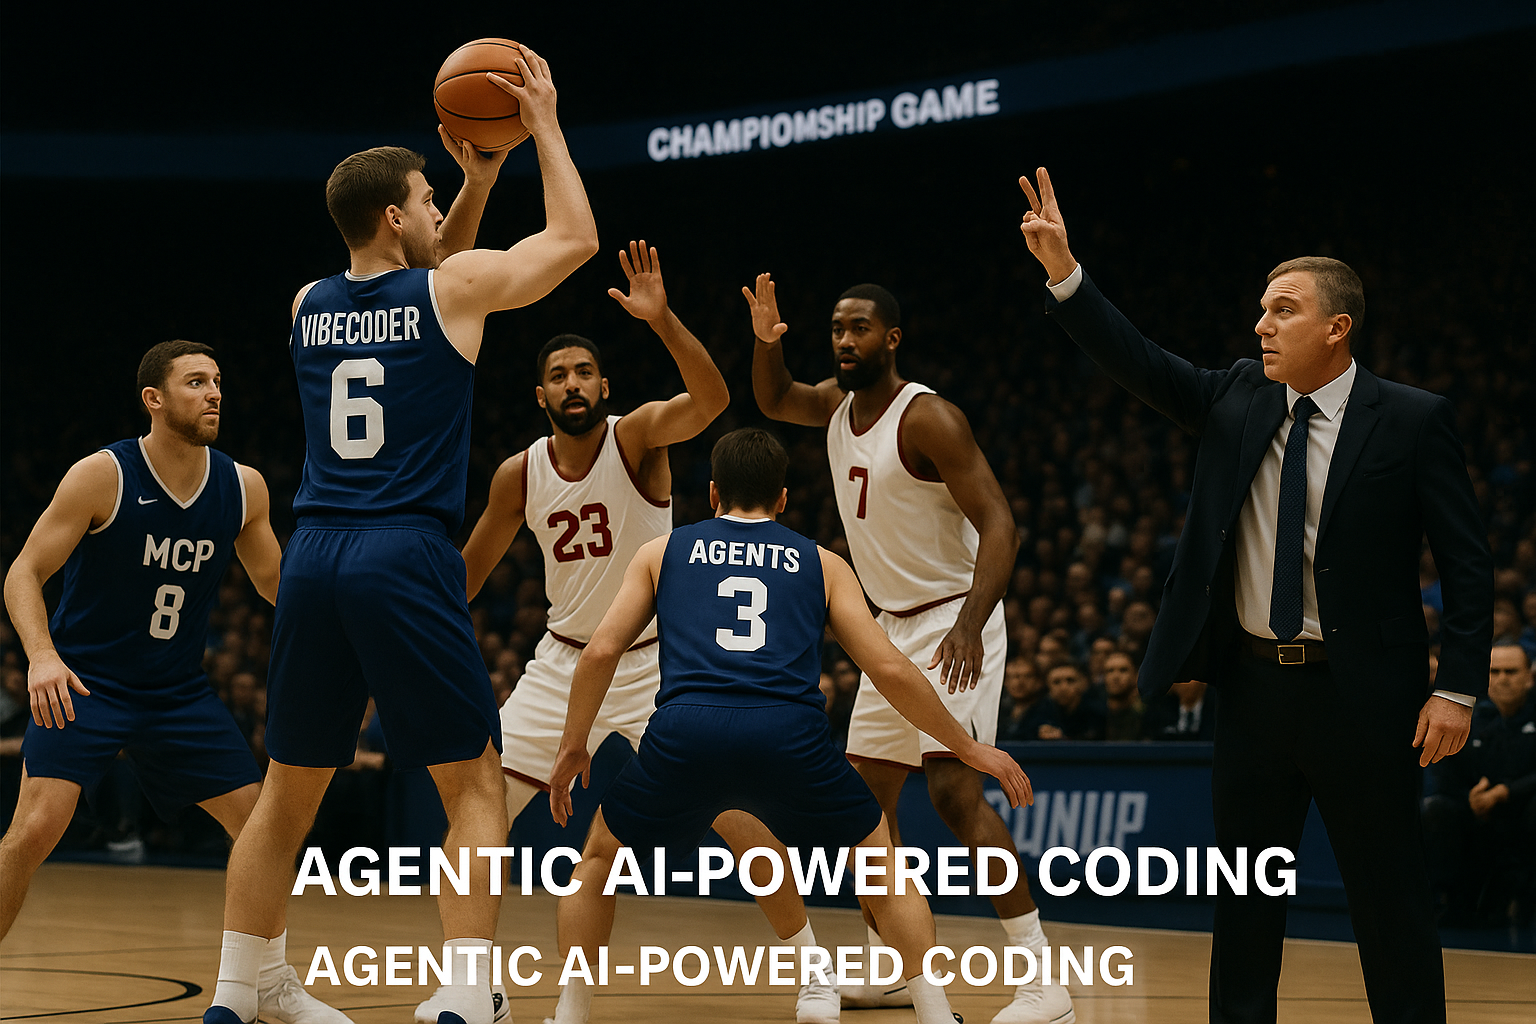 CHAMPIOMSHIP GAME
VIBECODER
6
MCP
8
23
AGENTS
3
7
AGENTIC AI-POWERED CODING
AGENTIC AI-POWERED CODING